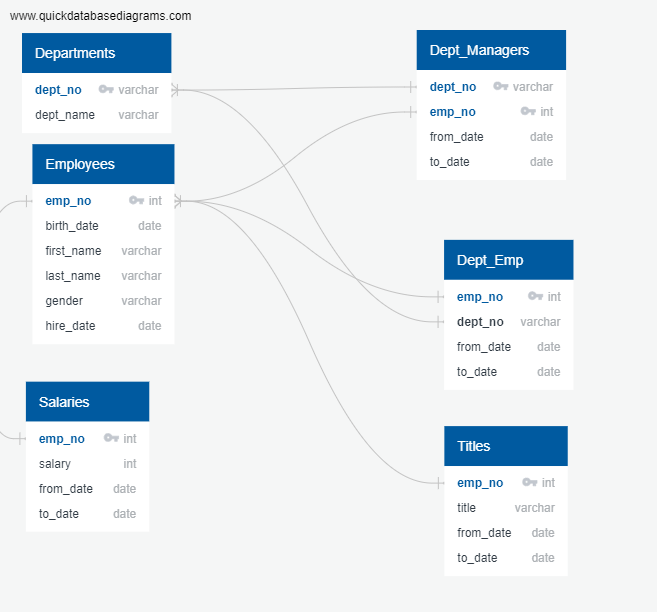 www.quickdatabasediagrams.com
Departments
dept_no varchar
dept_name varchar
Employees
emp_no int
birth_date date
first_name varchar
last_name varchar
gender varchar
hire_date date
Salaries
emp_no int
salary int
from_date date
to_date date
Dept_Managers
dept_no varchar
emp_no int
from_date date
to_date date
Dept_Emp
emp_no int
dept_no varchar
from_date date
to_date date
Titles
emp_no int
title varchar
from_date date
to_date date